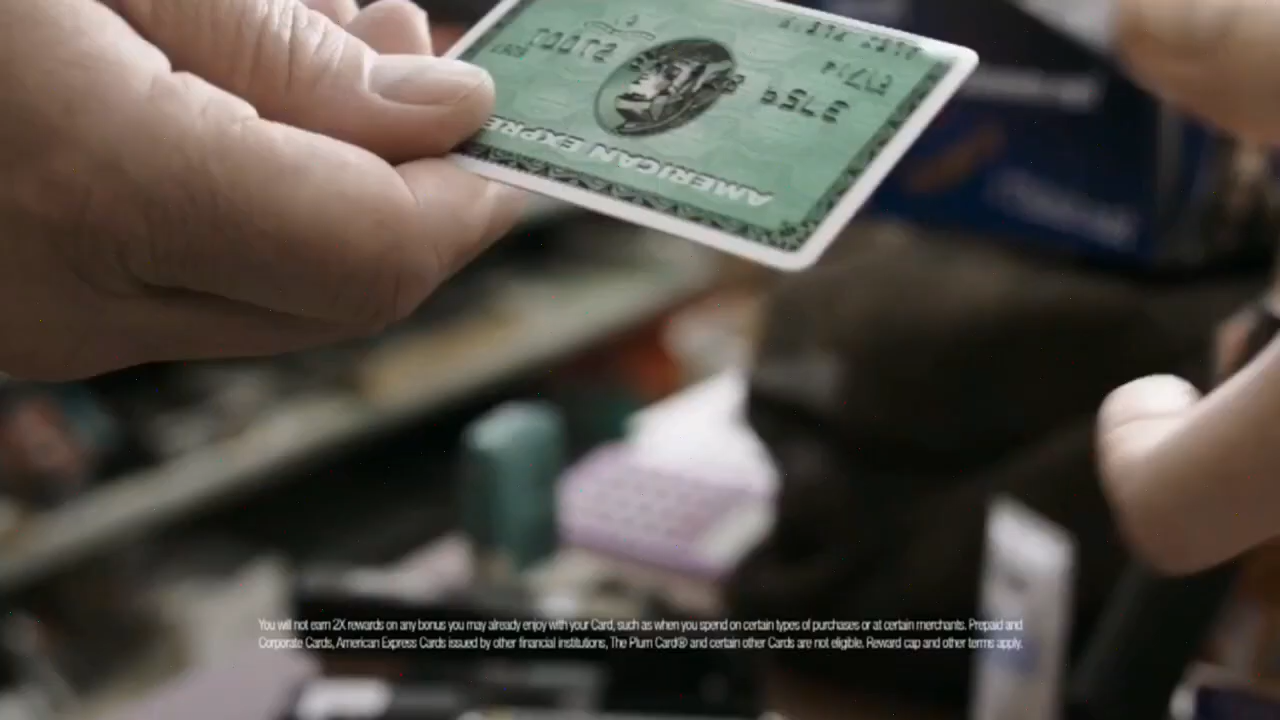 3759
AMERICAN EXPRE
You will not earn 2X rewards on any bonus you may already enjoy with your Card, such as when you spend on certain types of purchases or at certain merchants. Prepaid and
Corporate Cards, American Express Cards issued by other financial institutions, The Plum Card® and certain other Cards are not eligible. Reward cap and other terms apply.